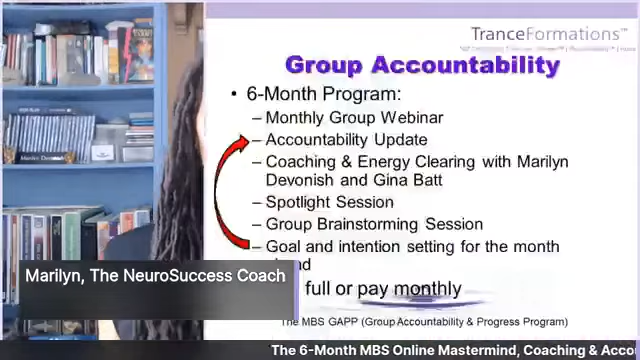 TranceFormations™
Group Accountability
• 6-Month Program:
– Monthly Group Webinar
– Accountability Update
– Coaching & Energy Clearing with Marilyn
Devonish and Gina Batt
– Spotlight Session
– Group Brainstorming Session
– Goal and intention setting for the month
full or pay monthly
The MBS GAPP (Group Accountability & Progress Program)
Marilyn, The NeuroSuccess Coach
The 6-Month MBS Online Mastermind, Coaching & Acco